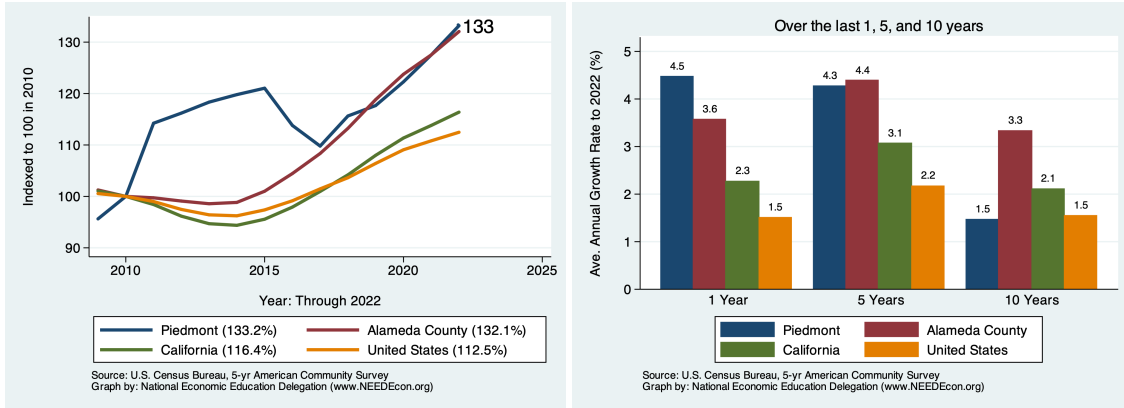 133
Indexed to 100 in 2010
130
120
110
100
90
2010
2015
2020
2025
Year: Through 2022
Piedmont (133.2%)
Alameda County (132.1%)
California (116.4%)
United States (112.5%)
Source: U.S. Census Bureau, 5-yr American Community Survey
Graph by: National Economic Education Delegation (www.NEEDEcon.org)
Over the last 1, 5, and 10 years
Ave. Annual Growth Rate to 2022 (%)
5
4
3
2
1
0
4.5
3.6
2.3
1.5
4.3
4.4
3.1
2.2
1.5
3.3
2.1
1.5
1 Year
5 Years
10 Years
Piedmont
Alameda County
California
United States
Source: U.S. Census Bureau, 5-yr American Community Survey
Graph by: National Economic Education Delegation (www.NEEDEcon.org)